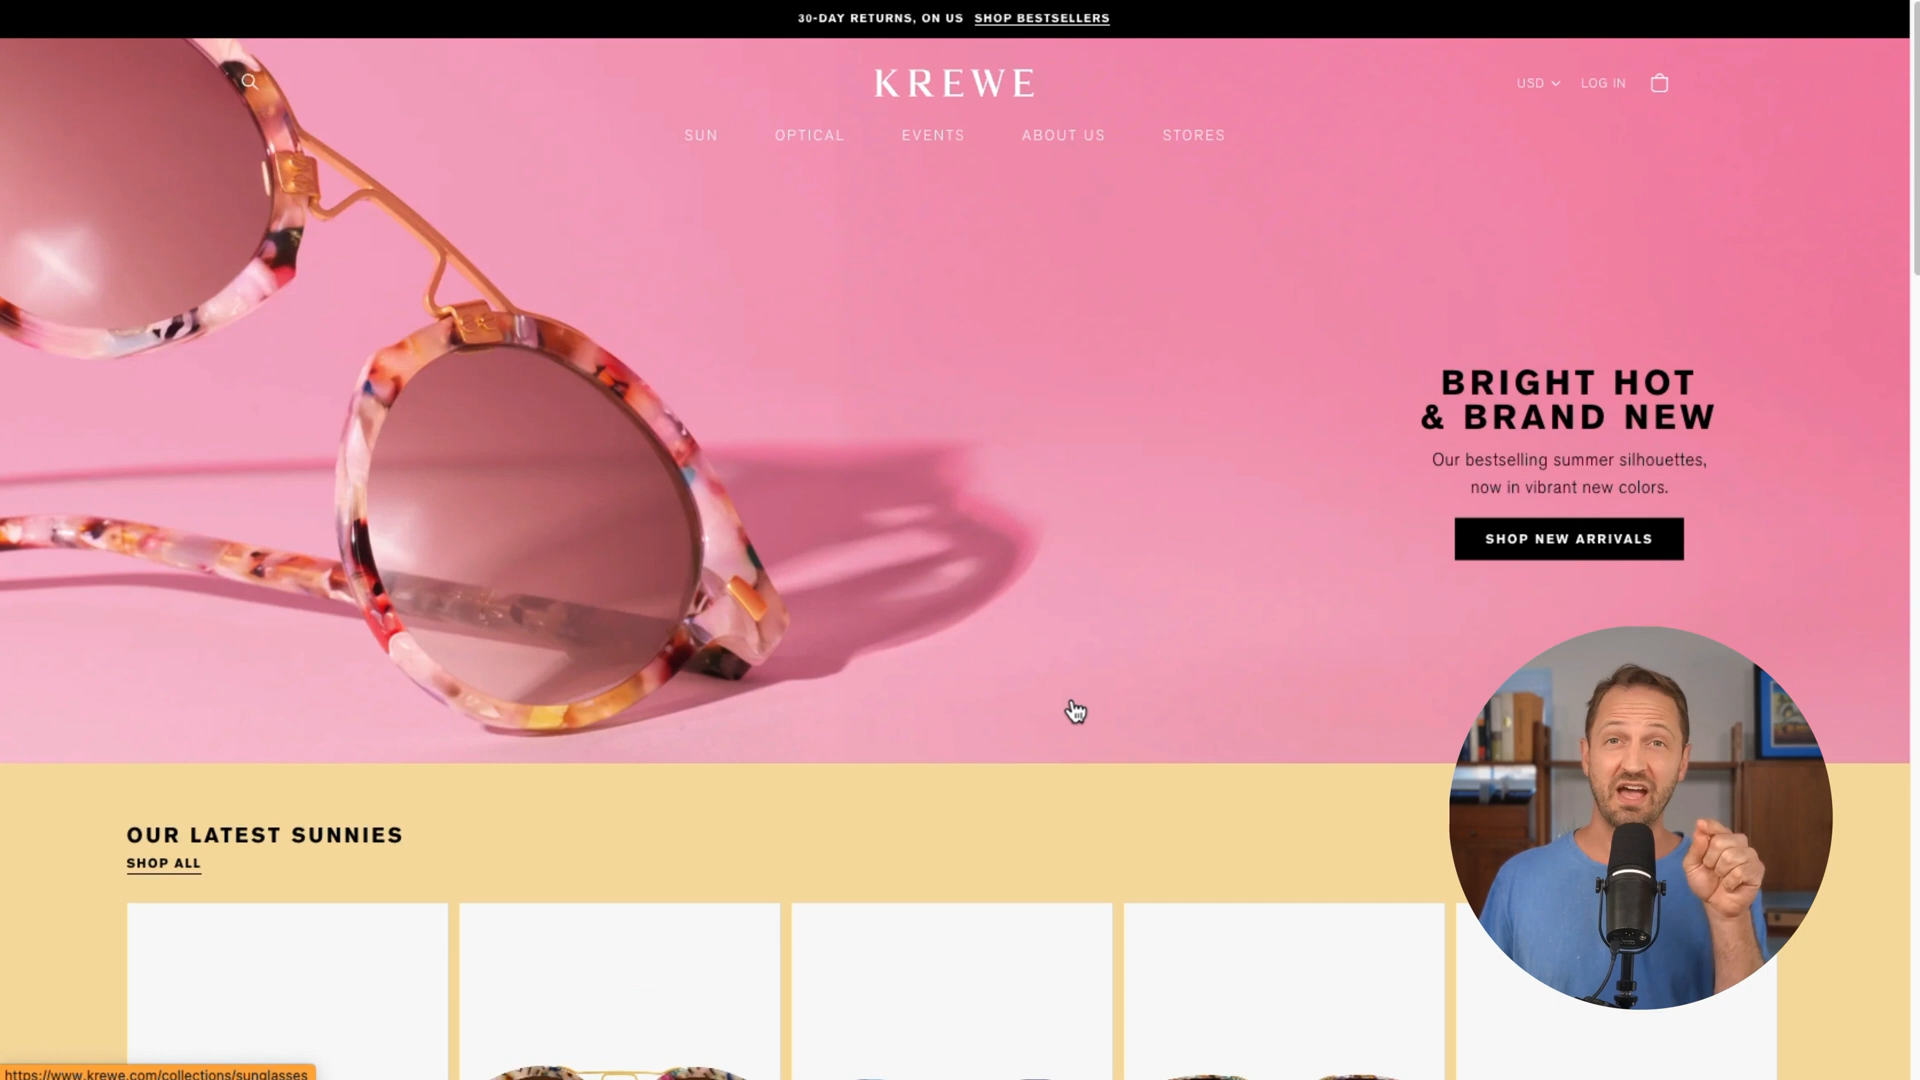 30-DAY RETURNS, ON US SHOP BESTSELLERS
KREWE
USD LOG IN
SUN OPTICAL EVENTS ABOUT US STORES
BRIGHT HOT
& BRAND NEW
Our bestselling summer silhouettes,
now in vibrant new colors.
SHOP NEW ARRIVALS
OUR LATEST SUNNIES
SHOP ALL
https://www.krewe.com/collections/sunglasses